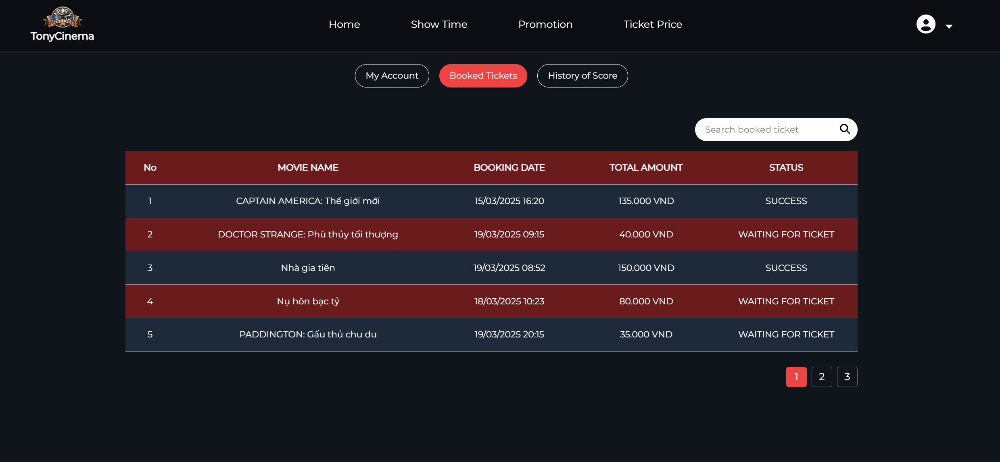 TonyCinema
Home Show Time Promotion Ticket Price
My Account Booked Tickets History of Score
Search booked ticket
No MOVIE NAME BOOKING DATE TOTAL AMOUNT STATUS
1 CAPTAIN AMERICA: Thế giới mới 15/03/2025 16:20 135.000 VND SUCCESS
2 DOCTOR STRANGE: Phù thủy tối thượng 19/03/2025 09:15 40.000 VND WAITING FOR TICKET
3 Nhà gia tiên 19/03/2025 08:52 150.000 VND SUCCESS
4 Nụ hôn bạc tỷ 18/03/2025 10:23 80.000 VND WAITING FOR TICKET
5 PADDINGTON: Gấu thủ chu du 19/03/2025 20:15 35.000 VND WAITING FOR TICKET
1 2 3